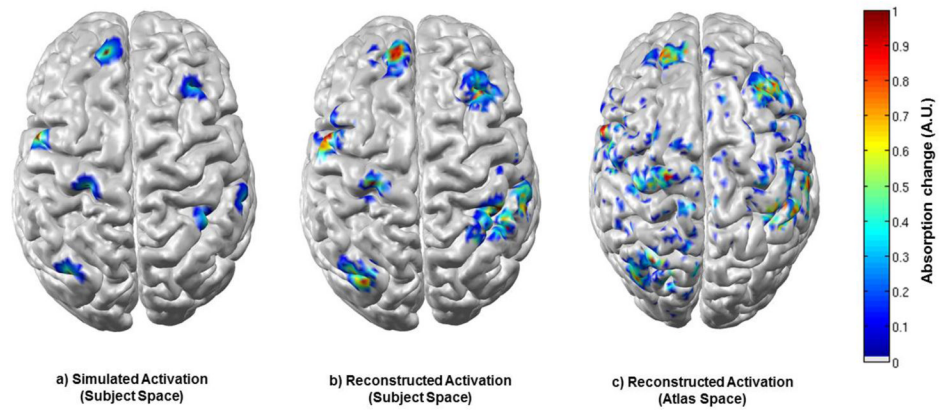 1
0.9
0.8
0.7
0.6
0.5
0.4
0.3
0.2
0.1
0
Absorption change (A.U.)
a) Simulated Activation
(Subject Space)
b) Reconstructed Activation
(Subject Space)
c) Reconstructed Activation
(Atlas Space)